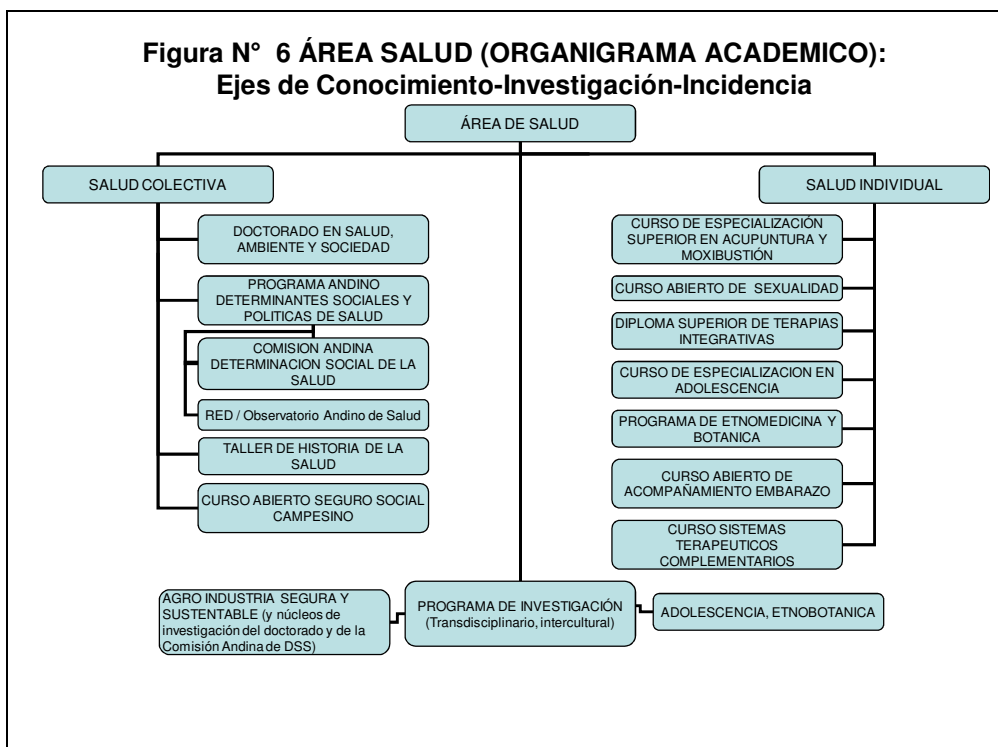 Figura N° 6 ÁREA SALUD (ORGANIGRAMA ACADEMICO):
Ejes de Conocimiento-Investigación-Incidencia
ÁREA DE SALUD
SALUD COLECTIVA
DOCTORADO EN SALUD,
AMBIENTE Y SOCIEDAD
PROGRAMA ANDINO
DETERMINANTES SOCIALES Y
POLITICAS DE SALUD
COMISION ANDINA
DETERMINACION SOCIAL DE LA
SALUD
RED / Observatorio Andino de Salud
TALLER DE HISTORIA DE LA
SALUD
CURSO ABIERTO SEGURO SOCIAL
CAMPESINO
SALUD INDIVIDUAL
CURSO DE ESPECIALIZACIÓN
SUPERIOR EN ACUPUNTURA Y
MOXIBUSTIÓN
CURSO ABIERTO DE SEXUALIDAD
DIPLOMA SUPERIOR DE TERAPIAS
INTEGRATIVAS
CURSO DE ESPECIALIZACION EN
ADOLESCENCIA
PROGRAMA DE ETNOMEDICINA Y
BOTANICA
CURSO ABIERTO DE
ACOMPAÑAMIENTO EMBARAZO
CURSO SISTEMAS
TERAPEUTICOS
COMPLEMENTARIOS
AGRO INDUSTRIA SEGURA Y
SUSTENTABLE (y núcleos de
investigación del doctorado y de la
Comisión Andina de DSS)
PROGRAMA DE INVESTIGACIÓN
(Transdisciplinario, intercultural)
ADOLESCENCIA, ETNOBOTANICA